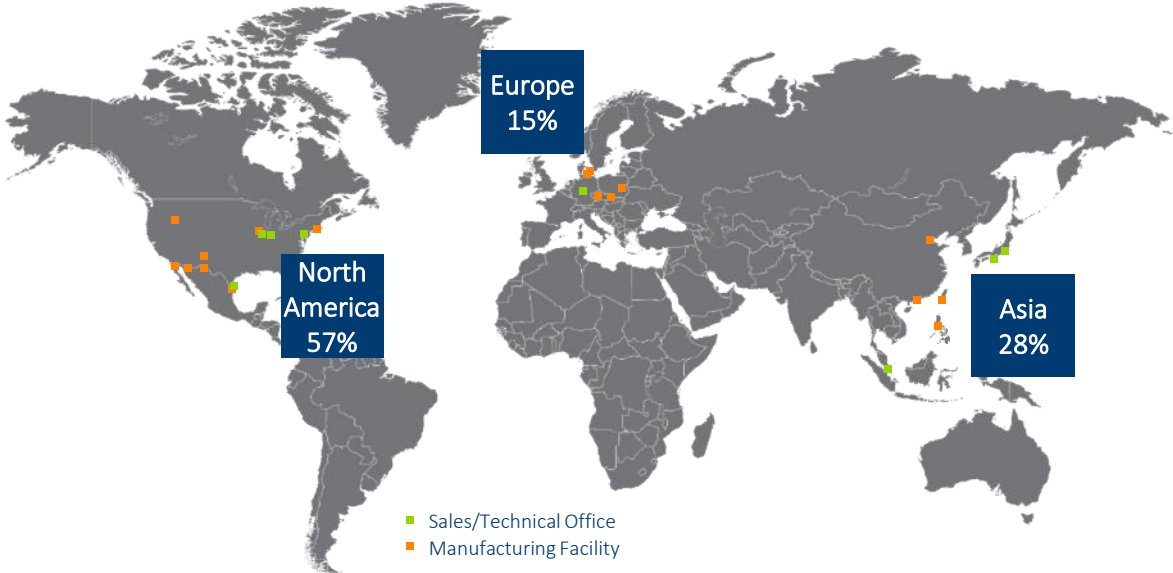 Europe
15%
North
America
57%
Asia
28%
Sales/Technical Office
Manufacturing Facility